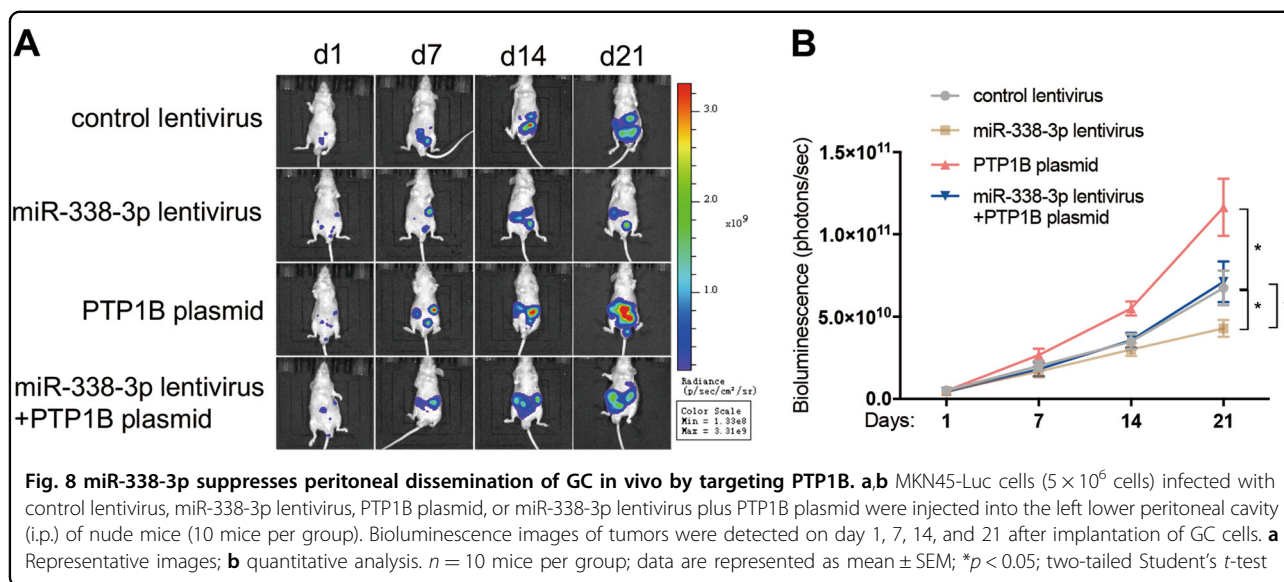 A
d1 d7 d14 d21
control lentivirus
miR-338-3p lentivirus
PTP1B plasmid
miR-338-3p lentivirus
+PTP1B plasmid
3.0
2.0
x10⁹
1.0
Radiance
(p/sec/cm²/sr)
Color Scale
Min = 1.33e8
Max = 3.31e9
B
control lentivirus
miR-338-3p lentivirus
PTP1B plasmid
miR-338-3p lentivirus
+PTP1B plasmid
Bioluminescence (photons/sec)
1.5×10¹¹
1.0×10¹¹
5.0×10¹⁰
0.0
*
*
Days: 1 7 14 21
Fig. 8 miR-338-3p suppresses peritoneal dissemination of GC in vivo by targeting PTP1B. a,b MKN45-Luc cells (5 × 10⁶ cells) infected with
control lentivirus, miR-338-3p lentivirus, PTP1B plasmid, or miR-338-3p lentivirus plus PTP1B plasmid were injected into the left lower peritoneal cavity
(i.p.) of nude mice (10 mice per group). Bioluminescence images of tumors were detected on day 1, 7, 14, and 21 after implantation of GC cells. a
Representative images; b quantitative analysis. n = 10 mice per group; data are represented as mean ± SEM; *p < 0.05; two-tailed Student's t-test